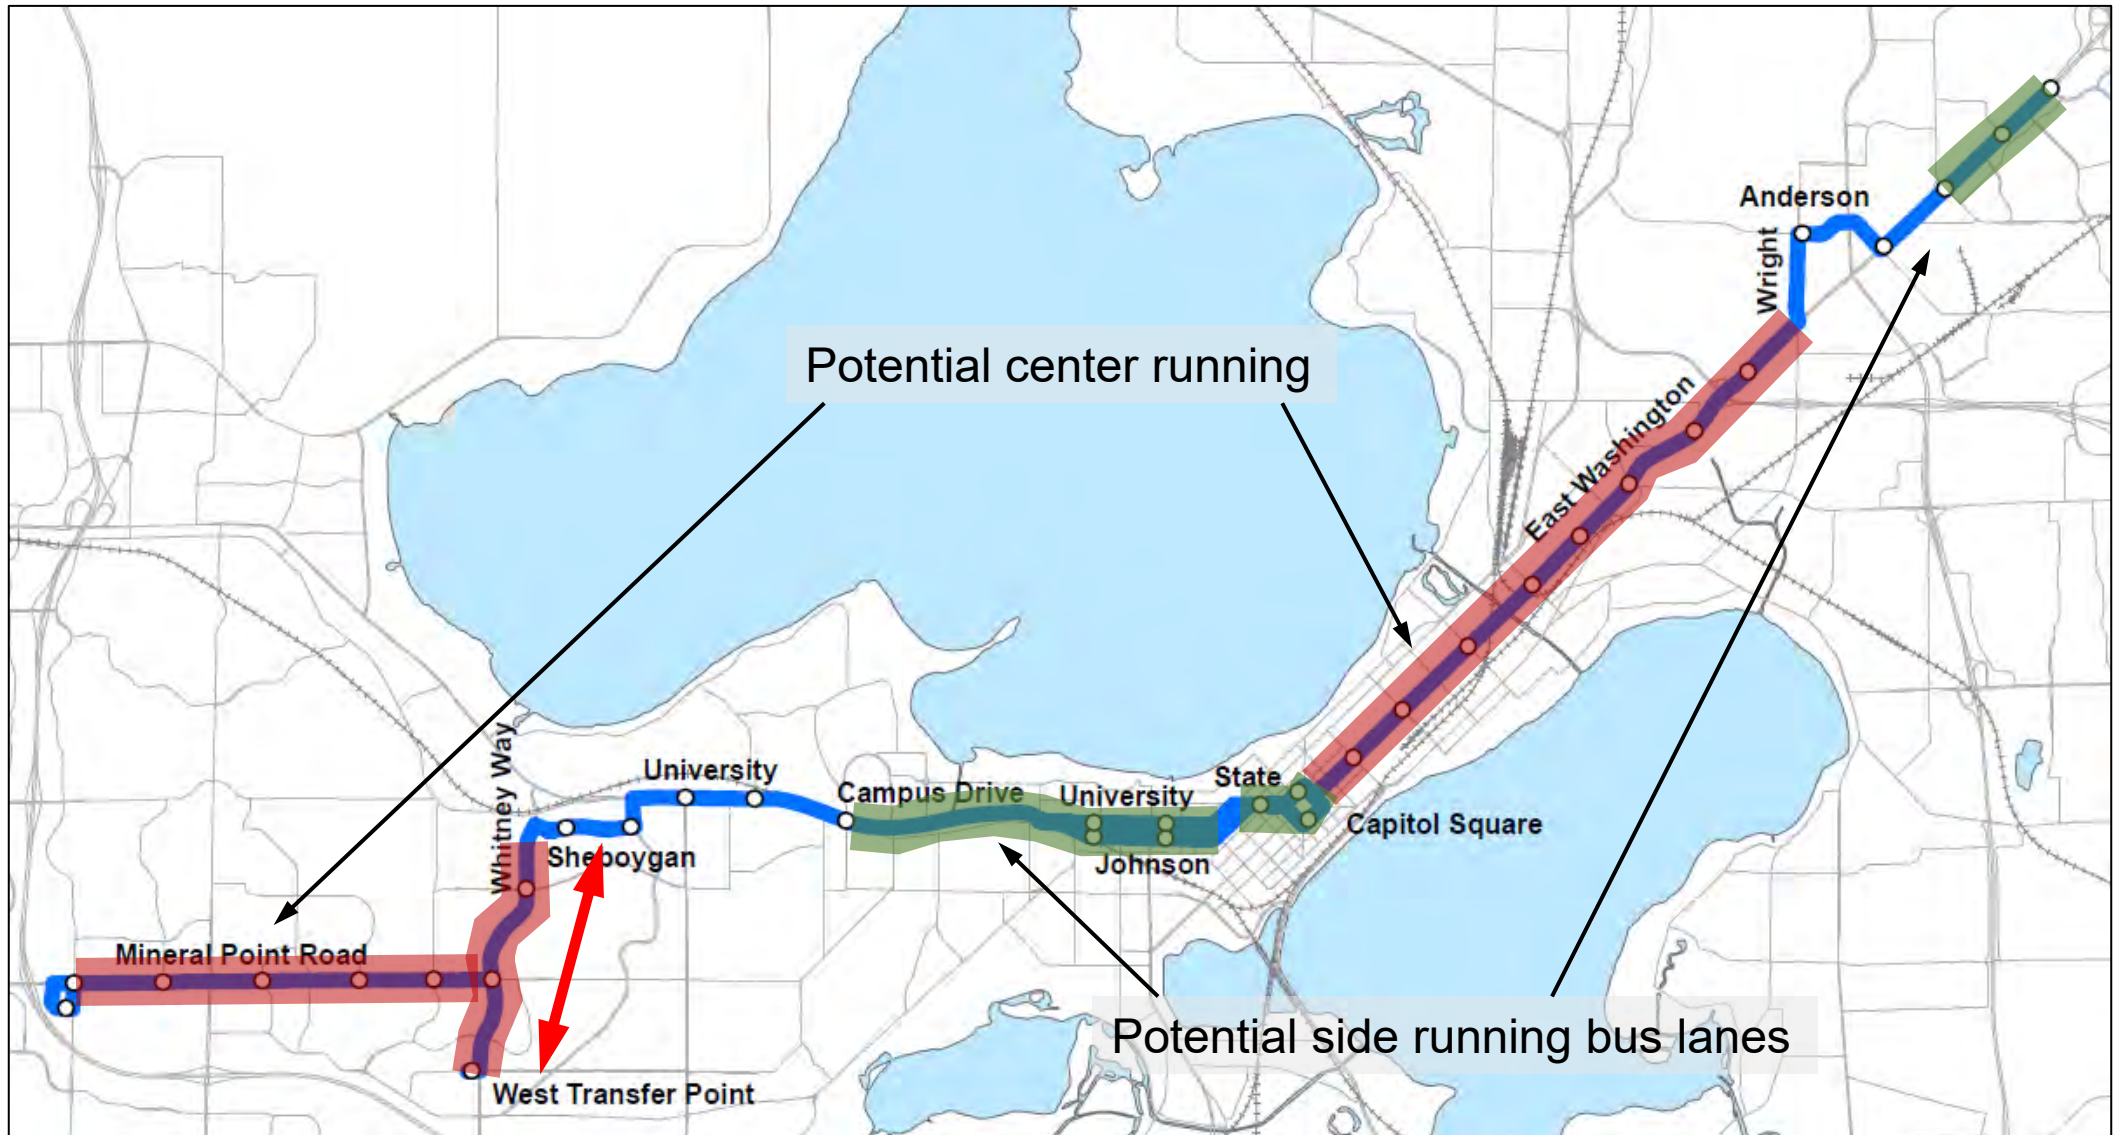 Anderson
Wright
Potential center running
East Washington
Whitney Way
University
State
Campus Drive
University
Capitol Square
Sheboygan
Johnson
Mineral Point Road
Potential side running bus lanes
West Transfer Point